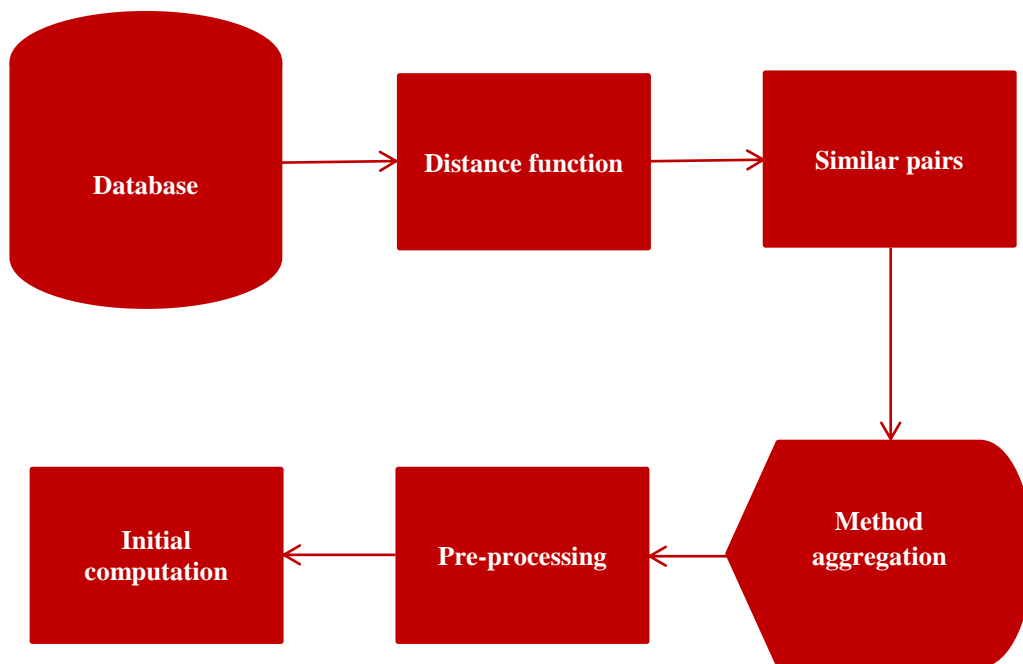 Database
Distance function
Similar pairs
Method
aggregation
Pre-processing
Initial
computation